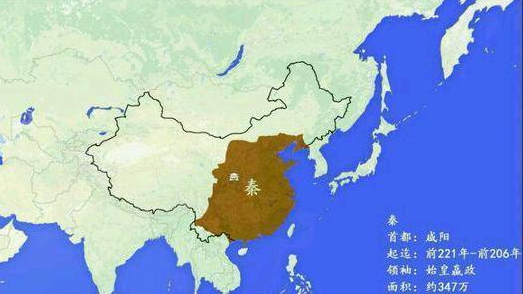 秦
秦
首都：咸阳
起迄：前221年-前206年
领袖：始皇嬴政
面积：约347万